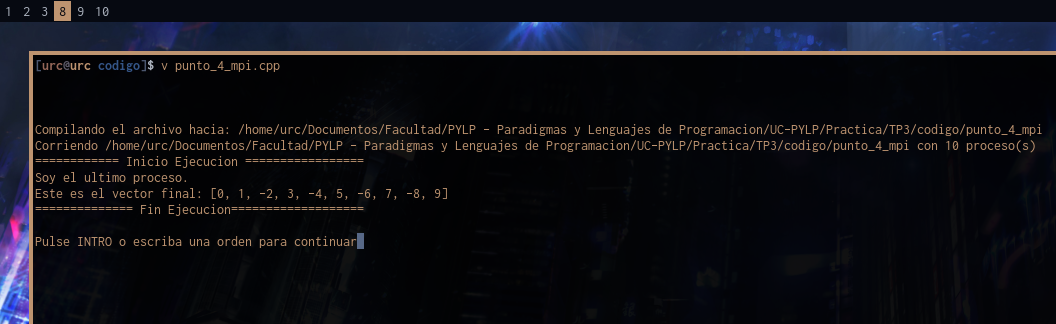 1 2 3 8 9 10
[urc@urc codigo]$ v punto_4_mpi.cpp
Compilando el archivo hacia: /home/urc/Documentos/Facultad/PYLP - Paradigmas y Lenguajes de Programacion/UC-PYLP/Practica/TP3/codigo/punto_4_mpi
Corriendo /home/urc/Documentos/Facultad/PYLP - Paradigmas y Lenguajes de Programacion/UC-PYLP/Practica/TP3/codigo/punto_4_mpi con 10 proceso(s)
============ Inicio Ejecucion =================
Soy el ultimo proceso.
Este es el vector final: [0, 1, -2, 3, -4, 5, -6, 7, -8, 9]
============== Fin Ejecucion===================
Pulse INTRO o escriba una orden para continuar